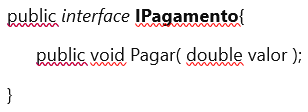 public interface IPagamento{
public void Pagar( double valor );
}